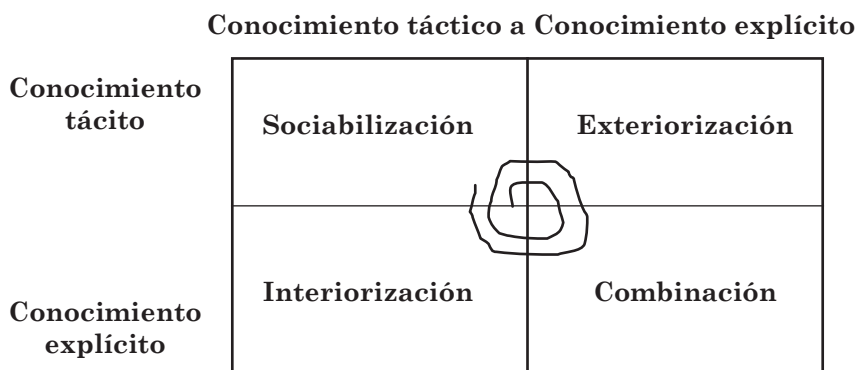 Conocimiento táctico a Conocimiento explícito
Conocimiento
tácito
Sociabilización
Exteriorización
Interiorización
Combinación
Conocimiento
explícito